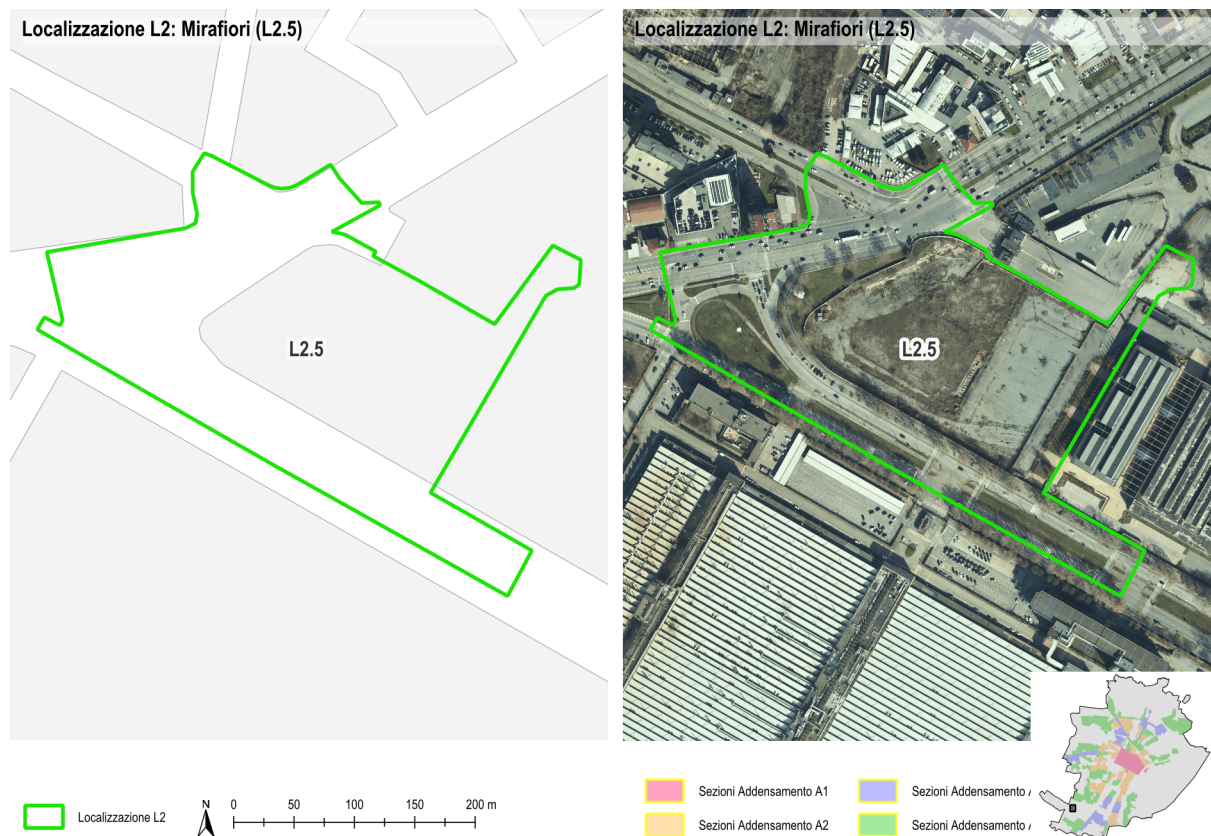 Localizzazione L2: Mirafiori (L2.5)
L2.5
Localizzazione L2: Mirafiori (L2.5)
L2.5
Localizzazione L2
N
0 50 100 150 200 m
Sezioni Addensamento A1
Sezioni Addensamento
Sezioni Addensamento A2
Sezioni Addensamento